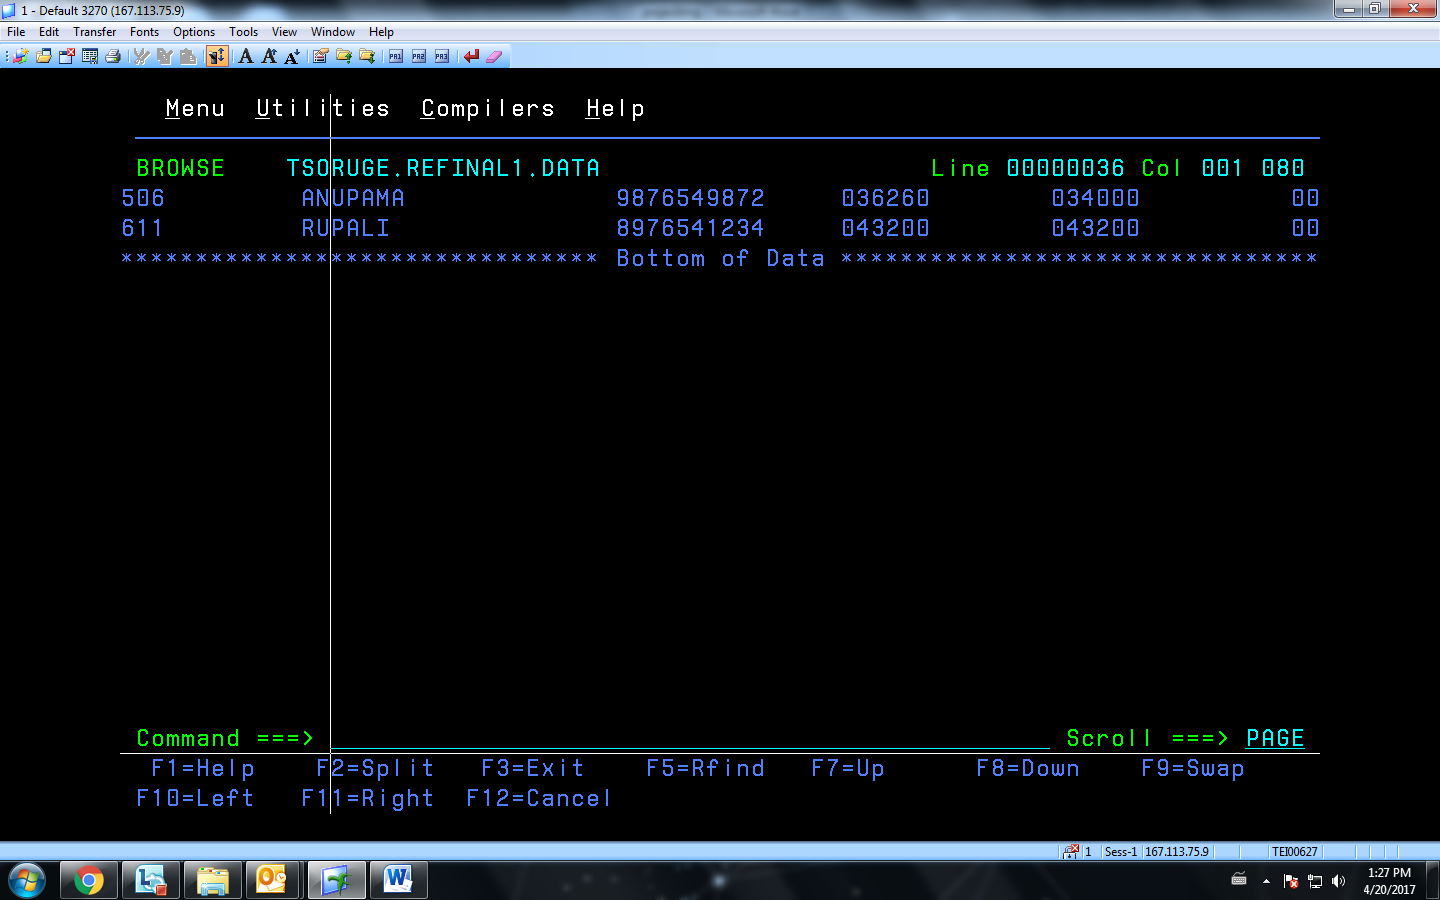 1 - Default 3270 (167.113.75.9)
File Edit Transfer Fonts Options Tools View Window Help
A A A PA1 PA2 PA3
Menu Utilities Compilers Help
BROWSE TSORUGE.REFINAL1.DATA Line 00000036 Col 001 080
506 ANUPAMA 9876549872 036260 034000 00
611 RUPALI 8976541234 043200 043200 00
******************************** Bottom of Data ********************************
Command ===> Scroll ===> PAGE
F1=Help F2=Split F3=Exit F5=Rfind F7=Up F8=Down F9=Swap
F10=Left F11=Right F12=Cancel
1 Sess-1 167.113.75.9 TEI00627
1:27 PM
4/20/2017